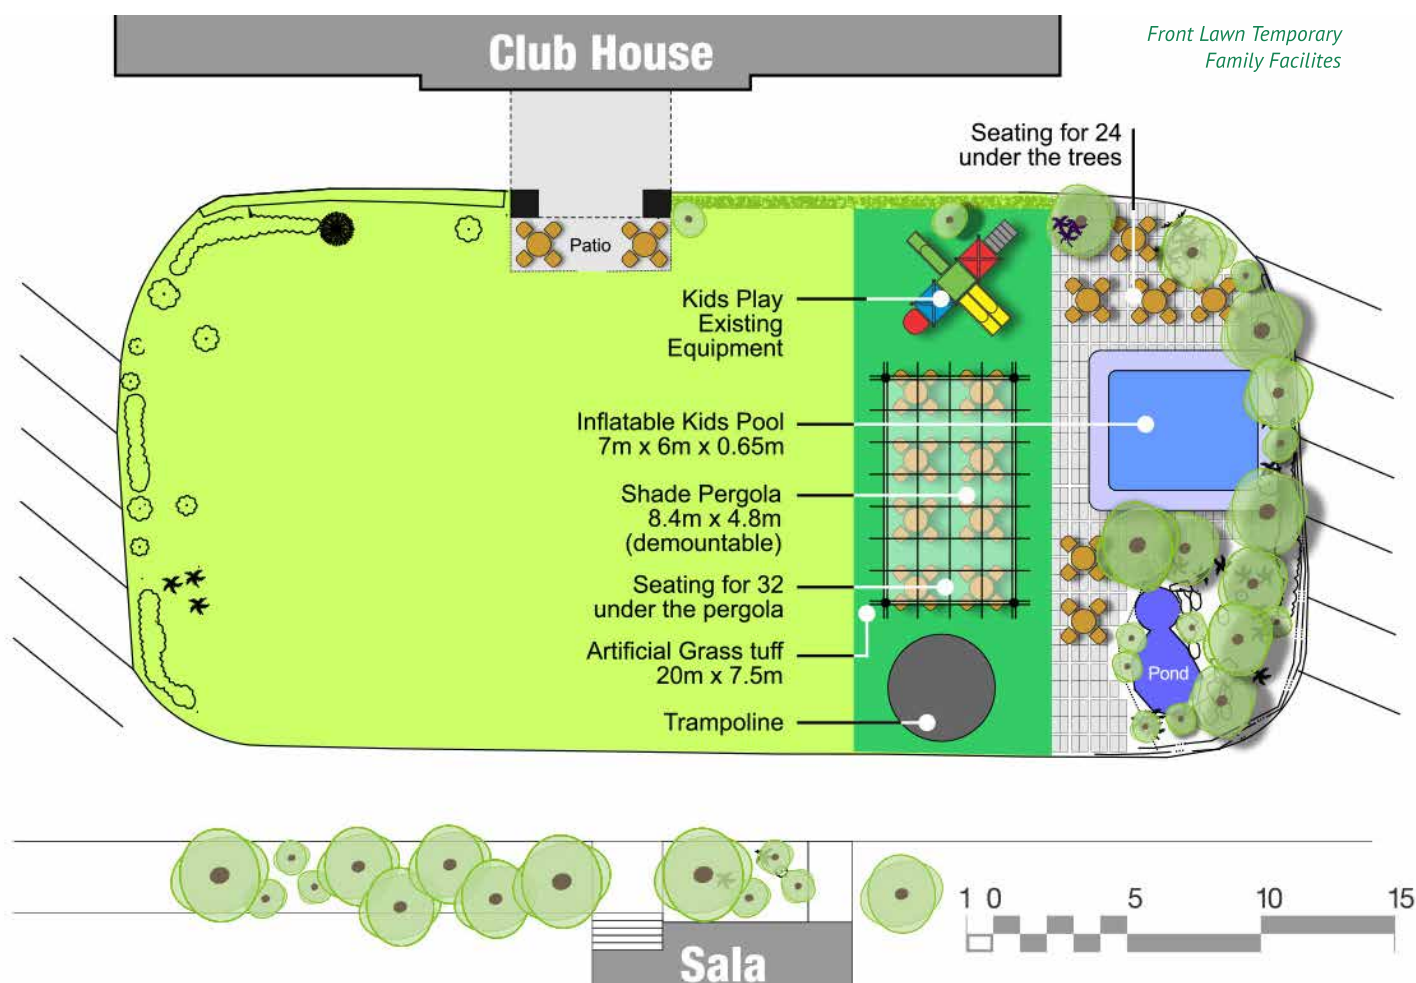 Club House
Front Lawn Temporary
Family Facilites
Seating for 24
under the trees
Patio
Kids Play
Existing
Equipment
Inflatable Kids Pool
7m x 6m x 0.65m
Shade Pergola
8.4m x 4.8m
(demountable)
Seating for 32
under the pergola
Artificial Grass tuff
20m x 7.5m
Pond
Trampoline
1 0 5 10 15
Sala